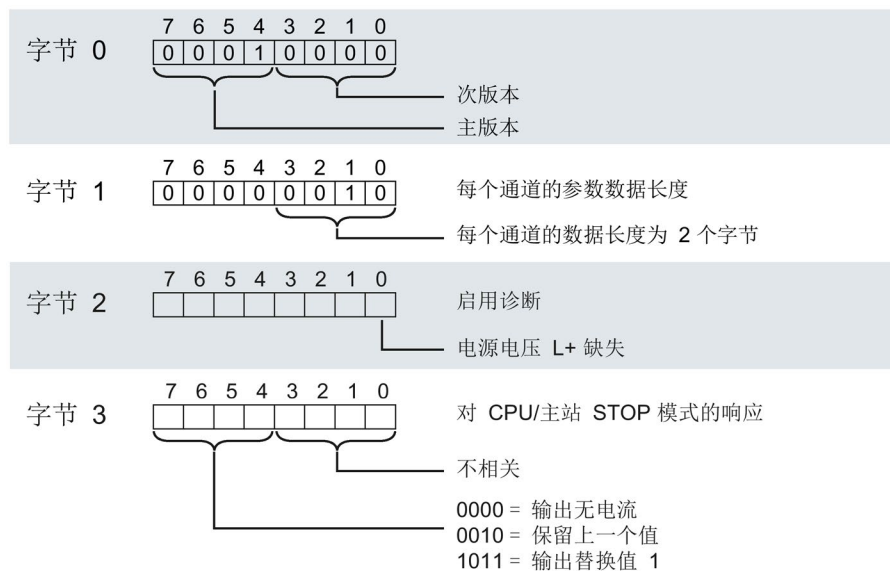 7 6 5 4 3 2 1 0
字节 0 0 0 0 1 0 0 0 0
次版本
主版本
7 6 5 4 3 2 1 0
字节 1 0 0 0 0 0 0 1 0 每个通道的参数数据长度
每个通道的数据长度为 2 个字节
7 6 5 4 3 2 1 0
字节 2 启用诊断
电源电压 L+ 缺失
7 6 5 4 3 2 1 0
字节 3 对 CPU/主站 STOP 模式的响应
不相关
0000 = 输出无电流
0010 = 保留上一个值
1011 = 输出替换值 1